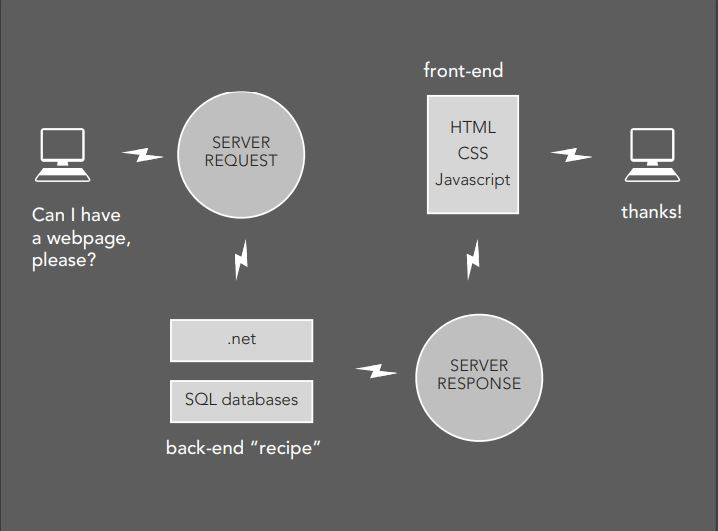 Can I have
a webpage,
please?
SERVER
REQUEST
.net
SQL databases
back-end “recipe”
SERVER
RESPONSE
front-end
HTML
CSS
Javascript
thanks!